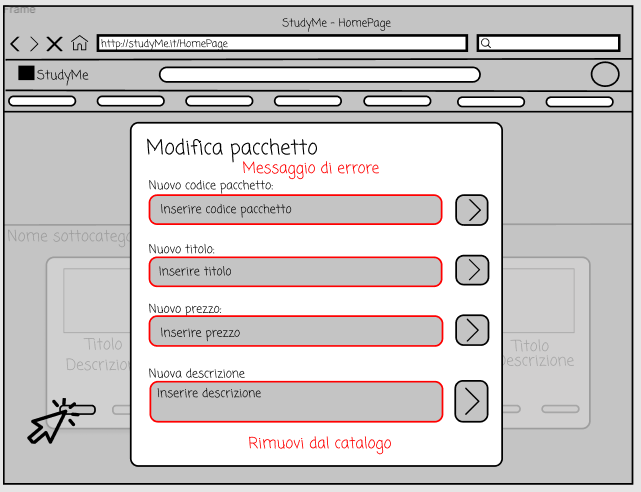 Frame
StudyMe - HomePage
http://studyMe.it/HomePage
StudyMe
Modifica pacchetto
Messaggio di errore
Nuovo codice pacchetto:
Inserire codice pacchetto
Nome sottocatego
Nuovo titolo:
Inserire titolo
Nuovo prezzo:
Inserire prezzo
Titolo
Descrizion
Titolo
Descrizione
Nuova descrizione
Inserire descrizione
Rimuovi dal catalogo